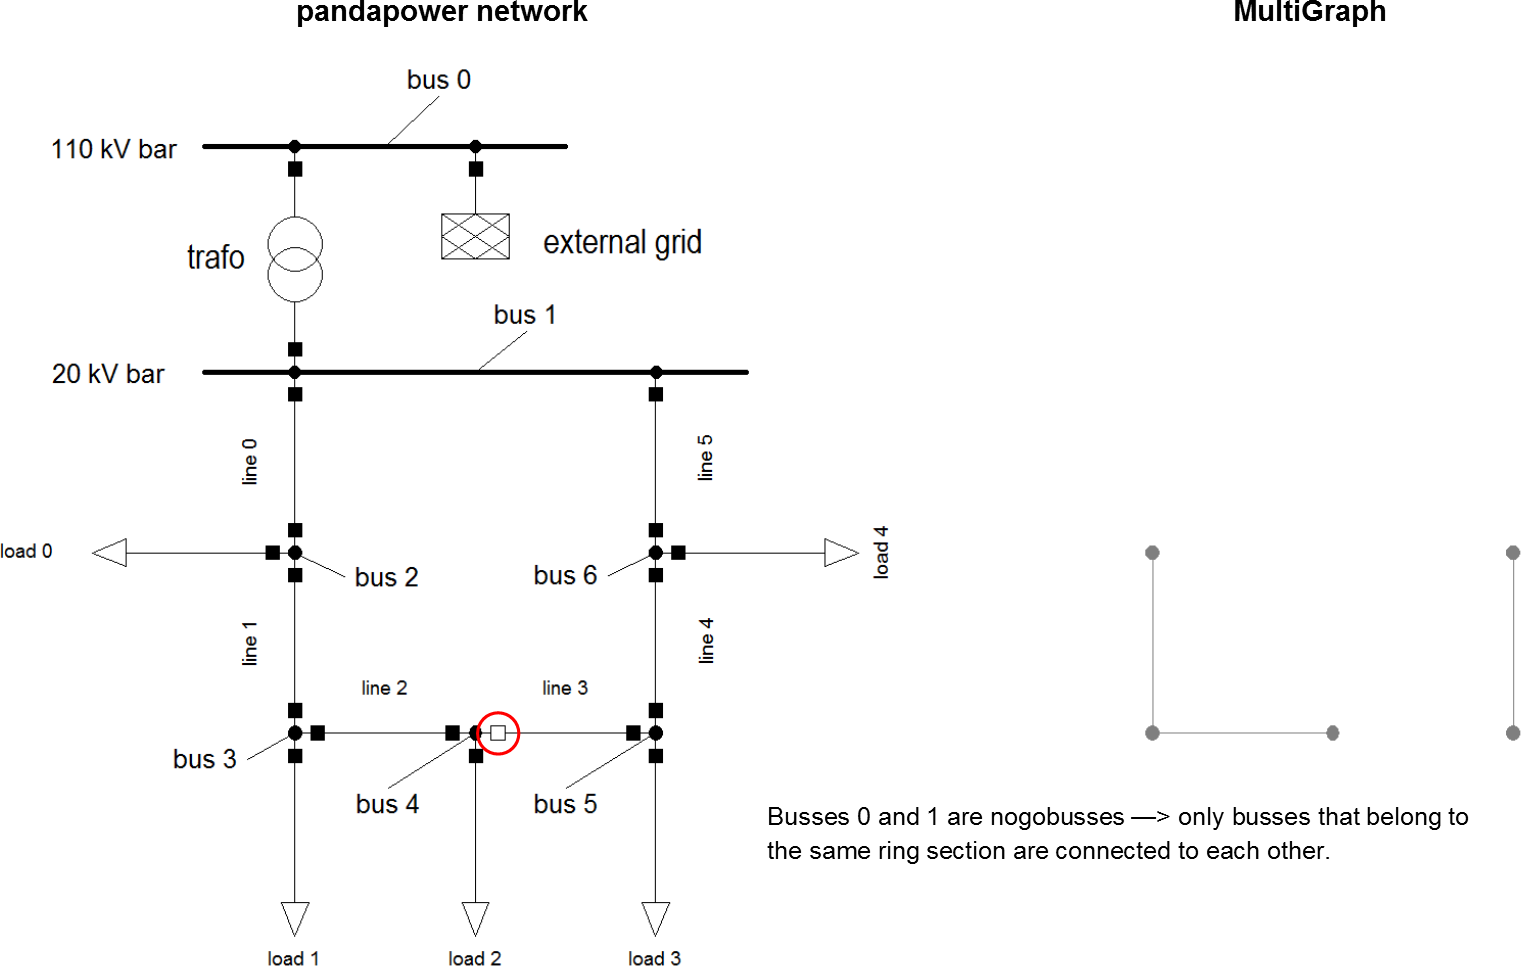 pandapower network
MultiGraph
bus 0
110 kV bar
trafo
external grid
bus 1
20 kV bar
line 0
line 5
load 0
bus 2
bus 6
load 4
line 1
line 4
line 2
line 3
bus 3
bus 4
bus 5
Busses 0 and 1 are nogobusses —> only busses that belong to
the same ring section are connected to each other.
load 1
load 2
load 3